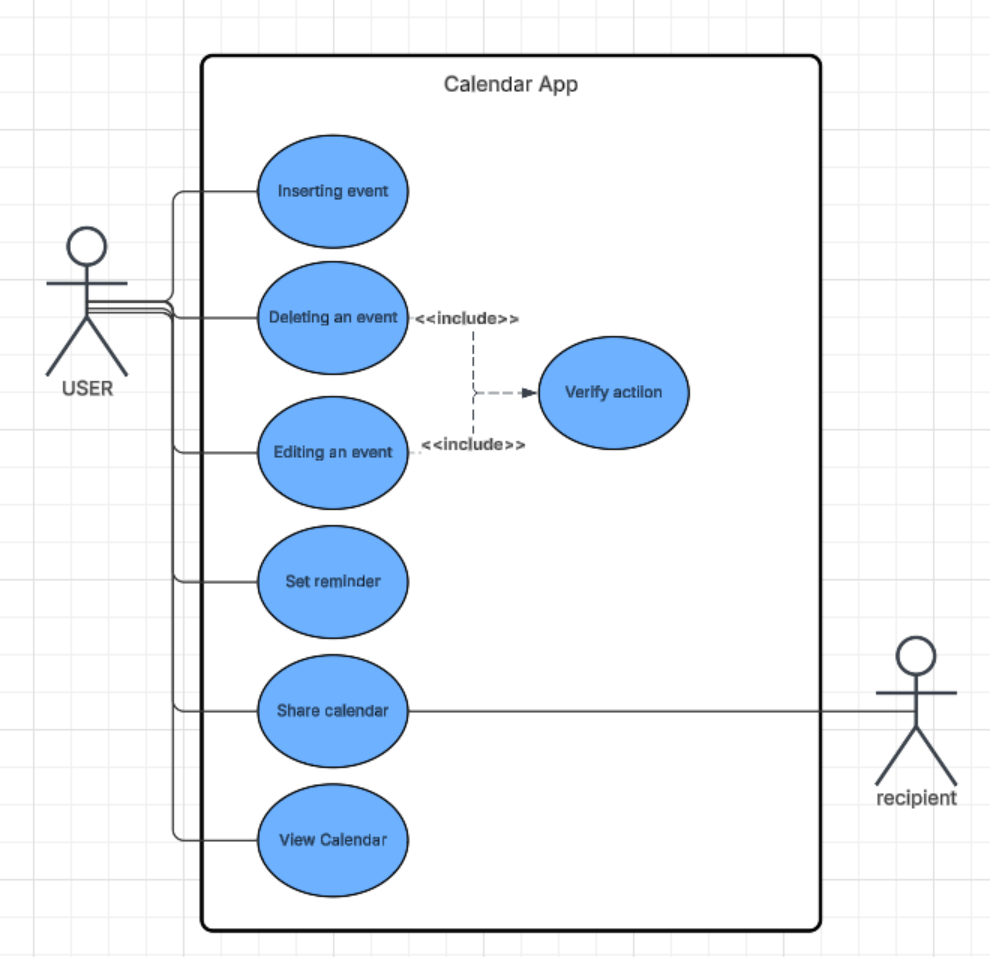 Calendar App
Inserting event
Deleting an event
<<include>>
Verify actiion
Editing an event
<<include>>
USER
Set reminder
Share calendar
recipient
View Calendar